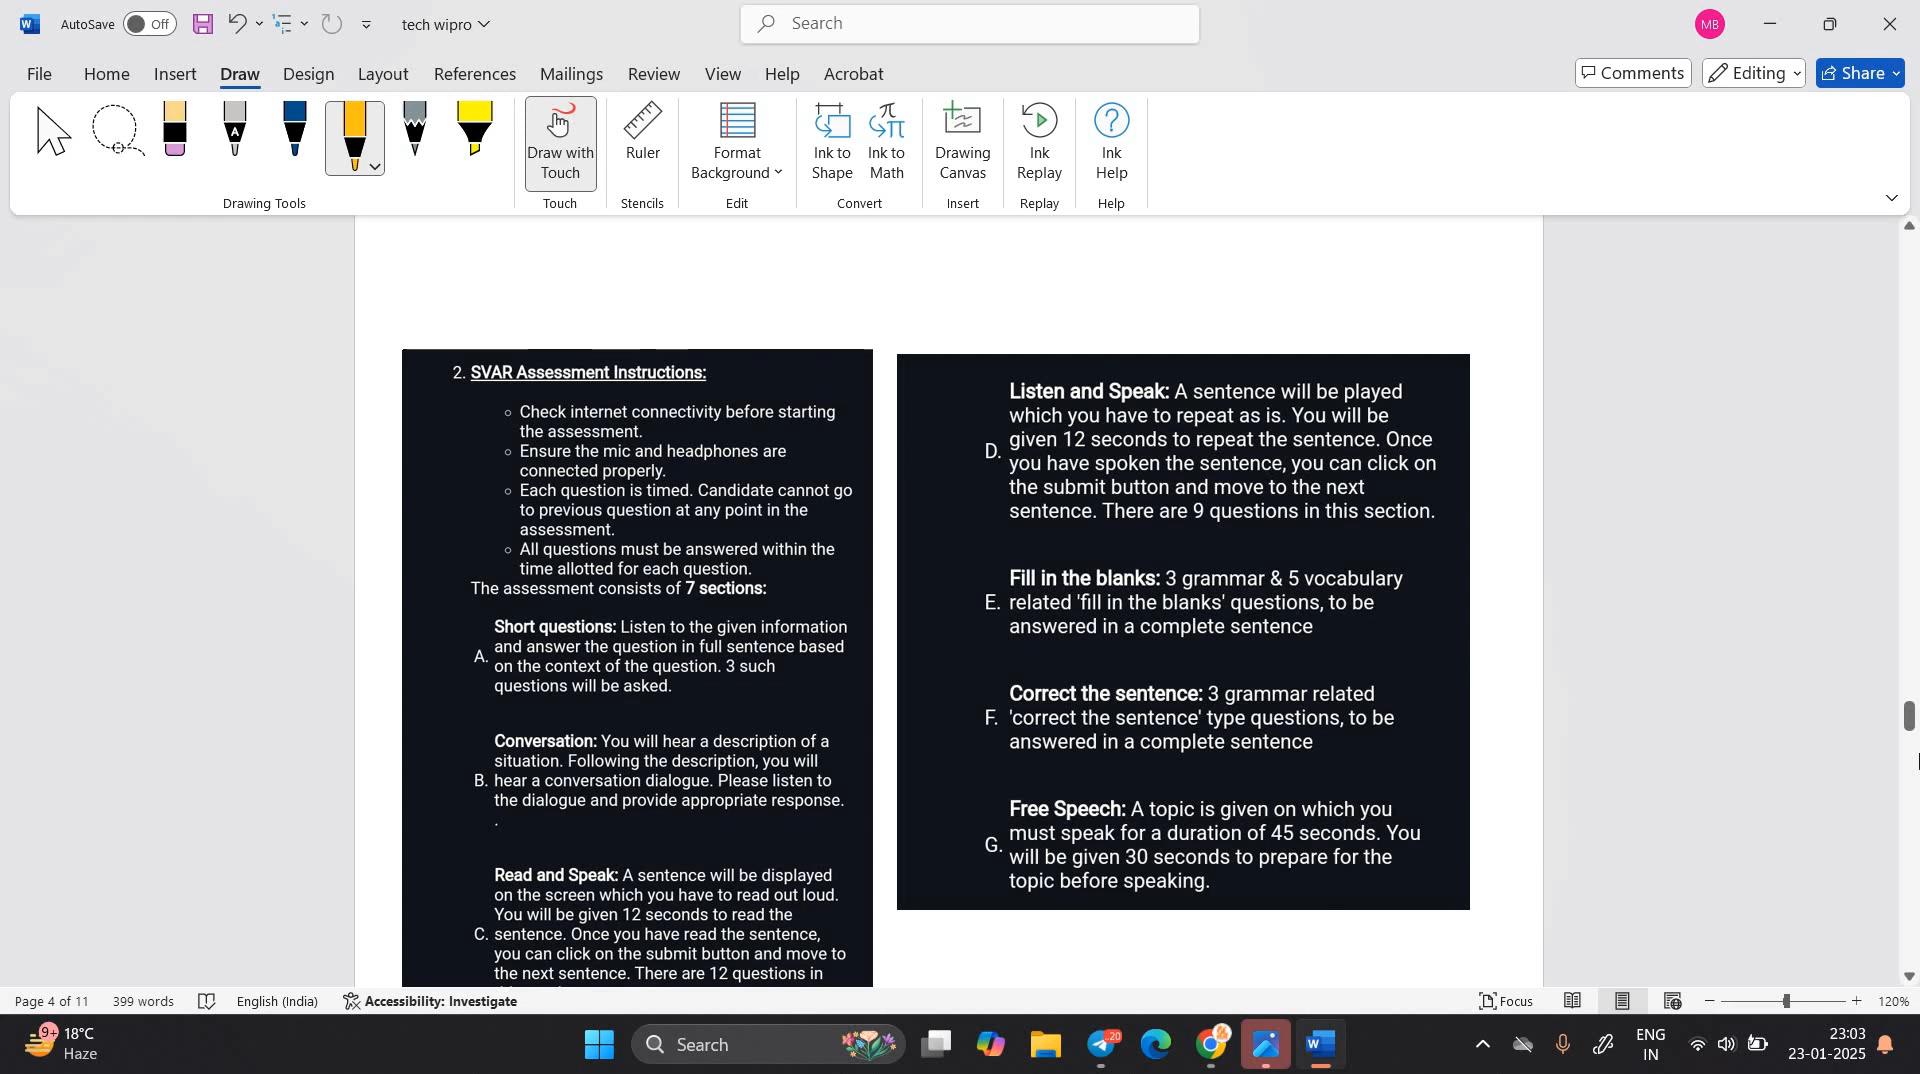 AutoSave Off tech wipro Search MB
File Home Insert Draw Design Layout References Mailings Review View Help Acrobat Comments Editing Share
A
Draw with Touch
Ruler
Format Background
Ink to Shape
Ink to Math
Drawing Canvas
Ink Replay
Ink Help
Drawing Tools Touch Stencils Edit Convert Insert Replay Help
2. SVAR Assessment Instructions:
Check internet connectivity before starting
the assessment.
Ensure the mic and headphones are
connected properly.
Each question is timed. Candidate cannot go
to previous question at any point in the
assessment.
All questions must be answered within the
time allotted for each question.
The assessment consists of 7 sections:
Short questions: Listen to the given information
and answer the question in full sentence based
A. on the context of the question. 3 such
questions will be asked.
Conversation: You will hear a description of a
situation. Following the description, you will
B. hear a conversation dialogue. Please listen to
the dialogue and provide appropriate response.
.
Read and Speak: A sentence will be displayed
on the screen which you have to read out loud.
You will be given 12 seconds to read the
C. sentence. Once you have read the sentence,
you can click on the submit button and move to
the next sentence. There are 12 questions in
Listen and Speak: A sentence will be played
which you have to repeat as is. You will be
given 12 seconds to repeat the sentence. Once
D. you have spoken the sentence, you can click on
the submit button and move to the next
sentence. There are 9 questions in this section.
Fill in the blanks: 3 grammar & 5 vocabulary
E. related 'fill in the blanks' questions, to be
answered in a complete sentence
Correct the sentence: 3 grammar related
F. 'correct the sentence' type questions, to be
answered in a complete sentence
Free Speech: A topic is given on which you
must speak for a duration of 45 seconds. You
G. will be given 30 seconds to prepare for the
topic before speaking.
Page 4 of 11 399 words English (India) Accessibility: Investigate Focus 120%
9+ 18°C
Haze
Search
20
ENG
IN
23:03
23-01-2025